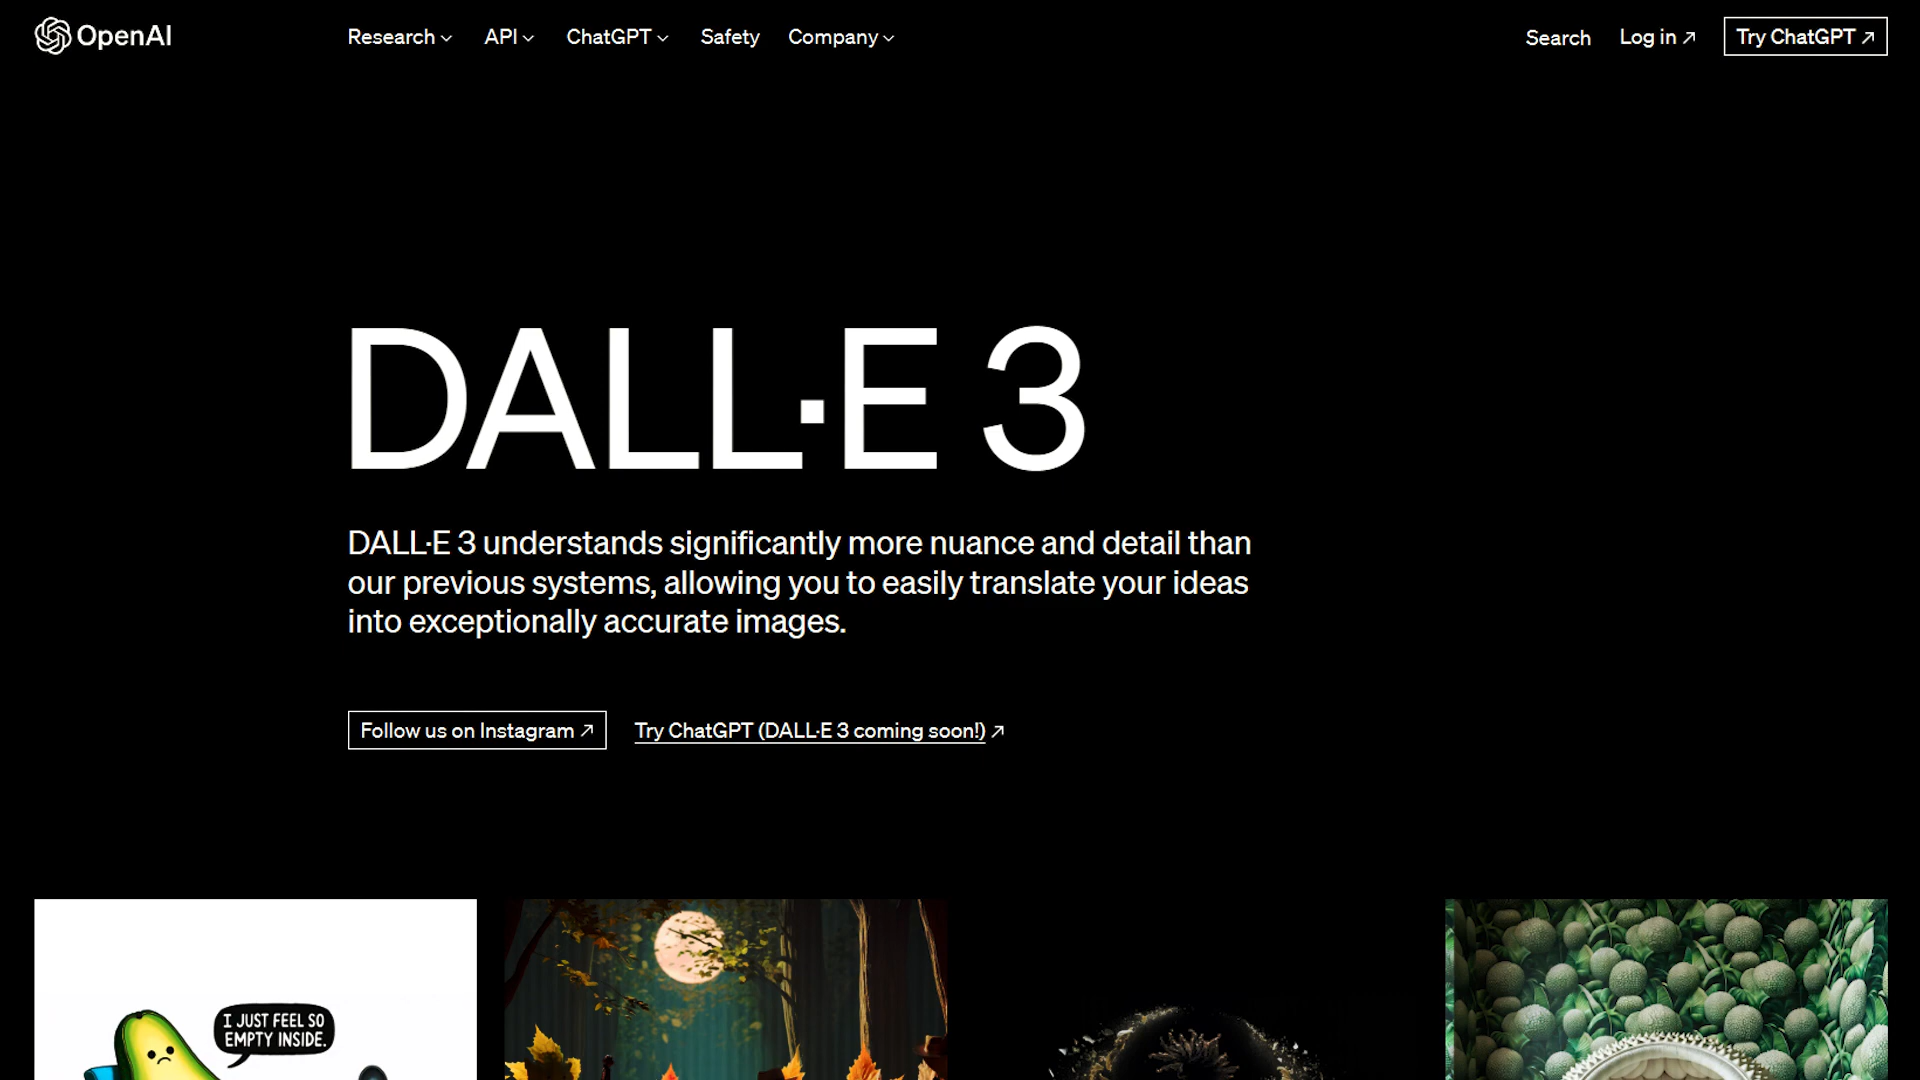 OpenAI
Research
API
ChatGPT
Safety
Company
Search
Log in ↗
Try ChatGPT ↗
DALL·E 3
DALL·E 3 understands significantly more nuance and detail than
our previous systems, allowing you to easily translate your ideas
into exceptionally accurate images.
Follow us on Instagram ↗
Try ChatGPT (DALL·E 3 coming soon!) ↗
I JUST FEEL SO
EMPTY INSIDE.